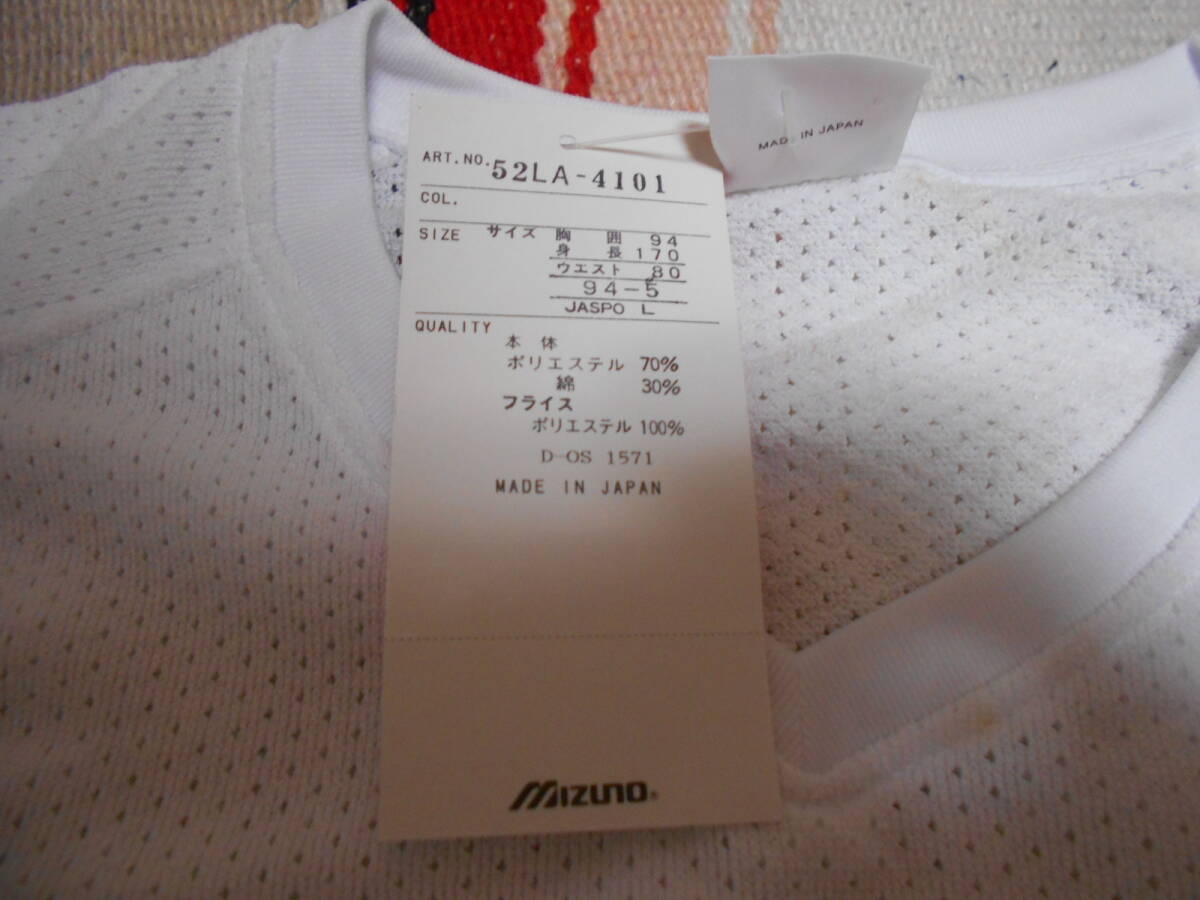 MADE IN JAPAN
ART.NO. 52LA-4101
COL.
SIZE サイズ 胸 囲 94
身 長 170
ウエスト 80
94-5
JASPO L
QUALITY
本 体
ポリエステル 70%
綿 30%
フライス
ポリエステル 100%
D-OS 1571
MADE IN JAPAN
MIZUNO®